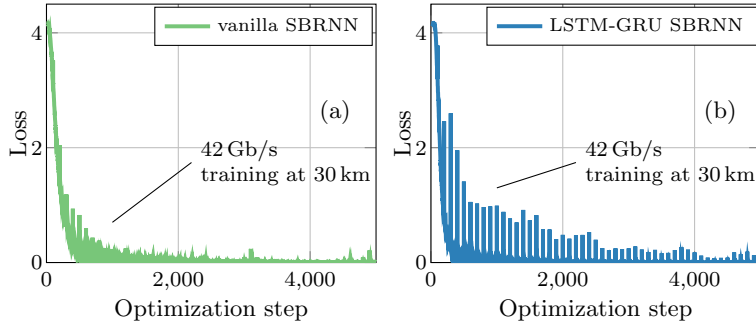 vanilla SBRNN
4
2
0
Loss
(a)
42 Gb/s
training at 30 km
0
2,000
4,000
Optimization step
LSTM-GRU SBRNN
4
2
0
Loss
(b)
42 Gb/s
training at 30 km
0
2,000
4,000
Optimization step